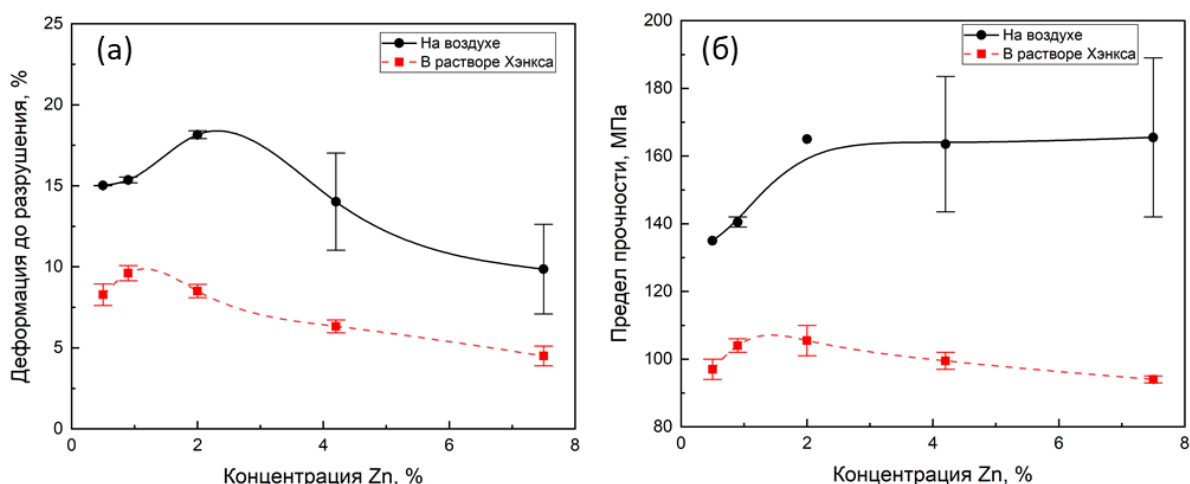 (а)
На воздухе
В растворе Хэнкса
Деформация до разрушения, %
25
20
15
10
5
0
0 2 4 6 8
Концентрация Zn, %
(б)
На воздухе
В растворе Хэнкса
Предел прочности, МПа
200
180
160
140
120
100
80
0 2 4 6 8
Концентрация Zn, %